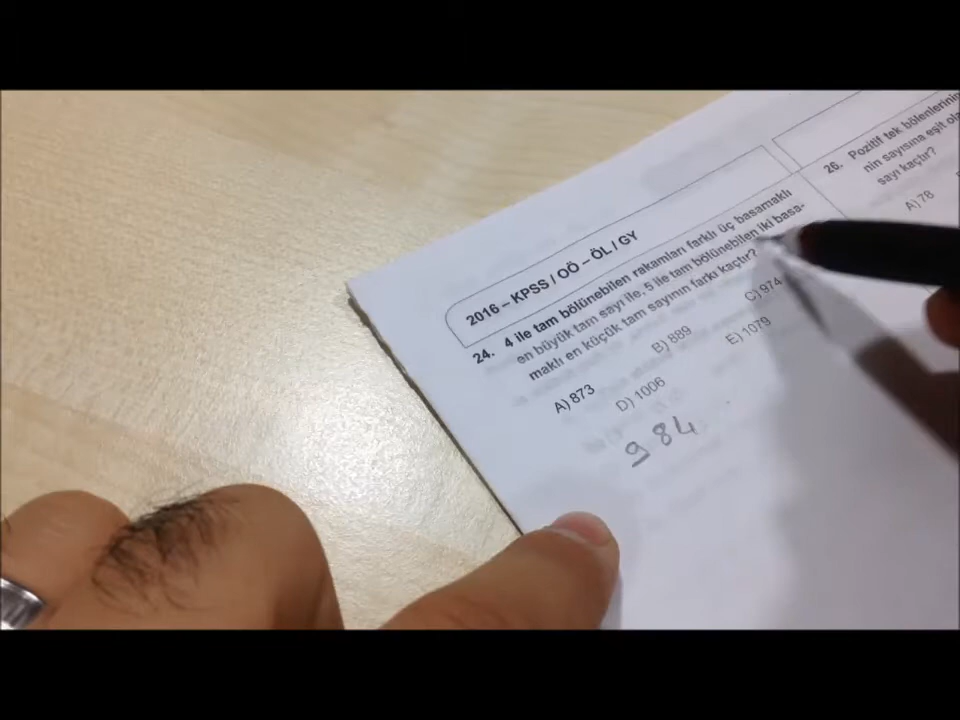 2016 – KPSS / OÖ – ÖL / GY
24. 4 ile tam bölünebilen rakamları farklı üç basamaklı
en büyük tam sayı ile, 5 ile tam bölünebilen iki basa-
maklı en küçük tam sayının farkı kaçtır?
A) 873 B) 889 C) 974
D) 1006 E) 1079
984
26. Pozitif tek bölenlerinin
nin sayısına eşit
sayı kaçtır?
A) 78